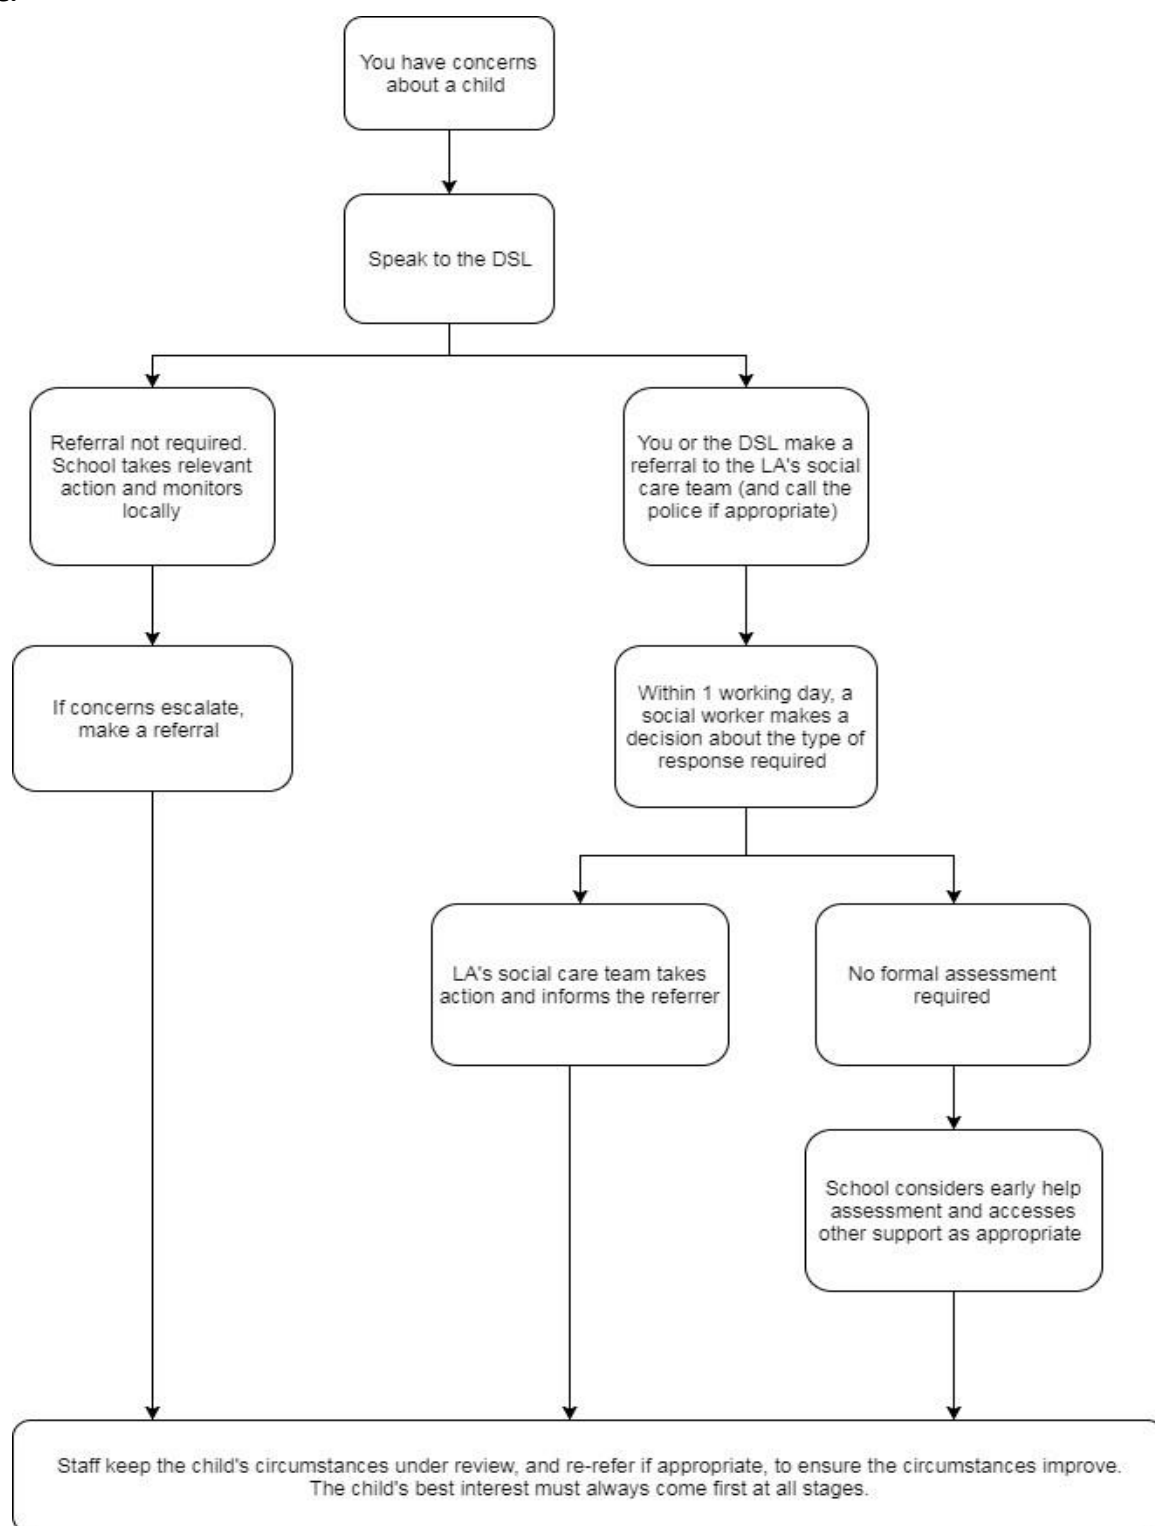 You have concerns
about a child
Speak to the DSL
Referral not required.
School takes relevant
action and monitors
locally
You or the DSL make a
referral to the LA's social
care team (and call the
police if appropriate)
If concerns escalate,
make a referral
Within 1 working day, a
social worker makes a
decision about the type of
response required
LA's social care team takes
action and informs the referrer
No formal assessment
required
School considers early help
assessment and accesses
other support as appropriate
Staff keep the child's circumstances under review, and re-refer if appropriate, to ensure the circumstances improve.
The child's best interest must always come first at all stages.